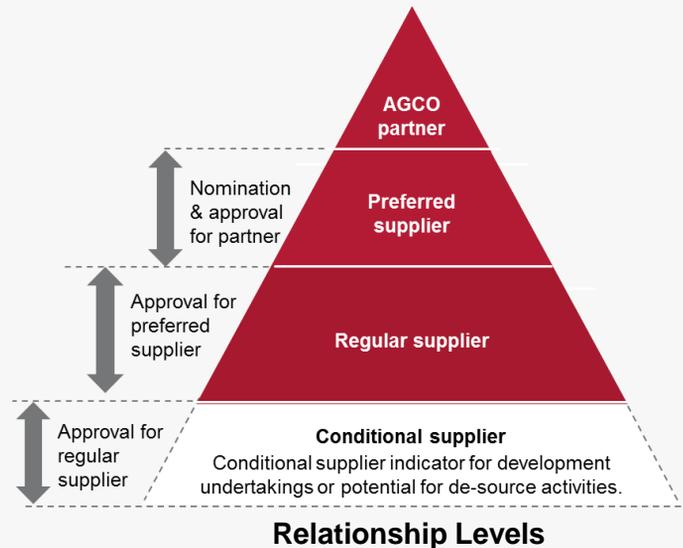 AGCO
partner
Nomination
& approval
for partner
Preferred
supplier
Approval for
preferred
supplier
Regular supplier
Approval for
regular
supplier
Conditional supplier
Conditional supplier indicator for development
undertakings or potential for de-source activities.
Relationship Levels